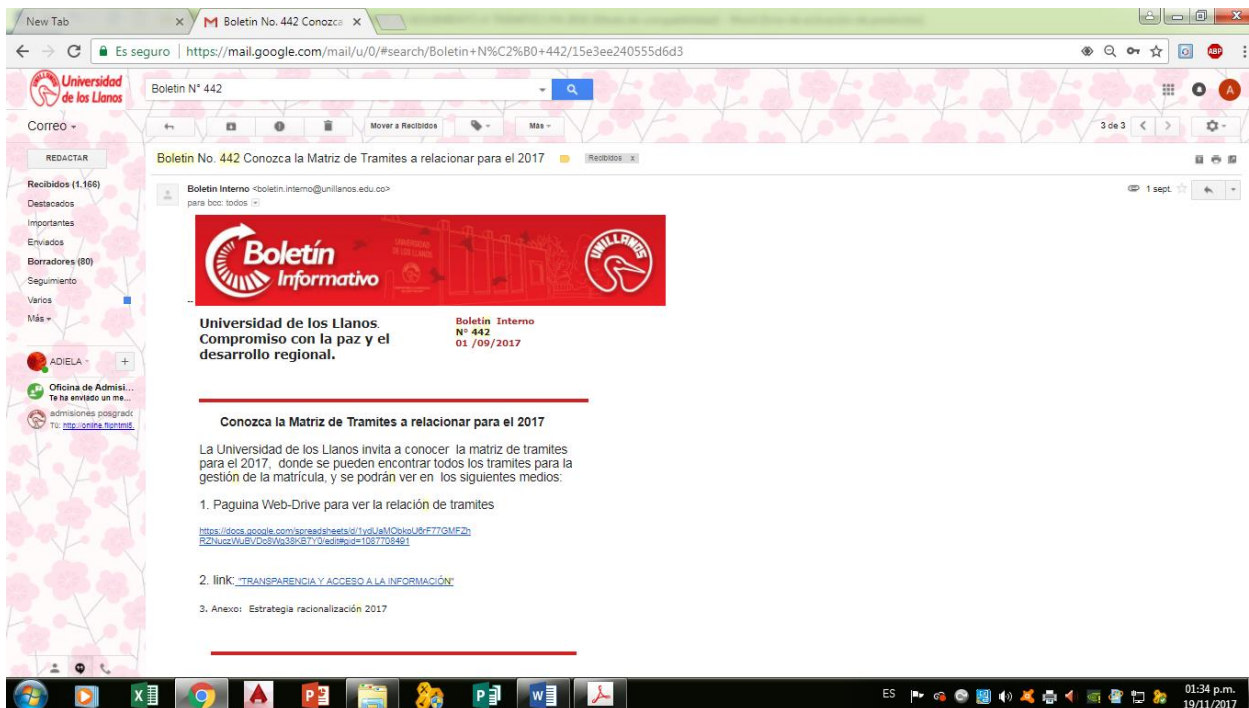 New Tab
Boletin No. 442 Conozca
Es seguro
https://mail.google.com/mail/u/0/#search/Boletin+N%C2%B0+442/15e3ee240555d6d3
ABP
Universidad
de los Llanos
Boletin N° 442
A
Correo
Mover a Recibidos
Más
3 de 3
REDACTAR
Boletin No. 442 Conozca la Matriz de Tramites a relacionar para el 2017
Recibidos x
Recibidos (1.166)
Boletin Interno <boletin.interno@unillanos.edu.co>
1 sept.
Destacados
para bcc: todos
Importantes
Enviados
Borradores (80)
Seguimiento
Varios
Más
Boletín
Informativo
UNILLANOS
--
Universidad de los Llanos.
Compromiso con la paz y el
desarrollo regional.
Boletín Interno
N° 442
01 /09/2017
ADIELA
Oficina de Admisi...
Te ha enviado un me...
admisiones posgrado
Tú: http://online.fliphtml5.
Conozca la Matriz de Tramites a relacionar para el 2017
La Universidad de los Llanos invita a conocer la matriz de tramites
para el 2017, donde se pueden encontrar todos los tramites para la
gestión de la matrícula, y se podrán ver en los siguientes medios:
1. Paguina Web-Drive para ver la relación de tramites
https://docs.google.com/spreadsheets/d/1ydUaMObkoU6rF77GMFZh
RZNuczWuBVDc8Wg38KB7Y0/edit#gid=1087708491
2. link: "TRANSPARENCIA Y ACCESO A LA INFORMACIÓN"
3. Anexo: Estrategia racionalización 2017
ES
01:34 p.m.
19/11/2017